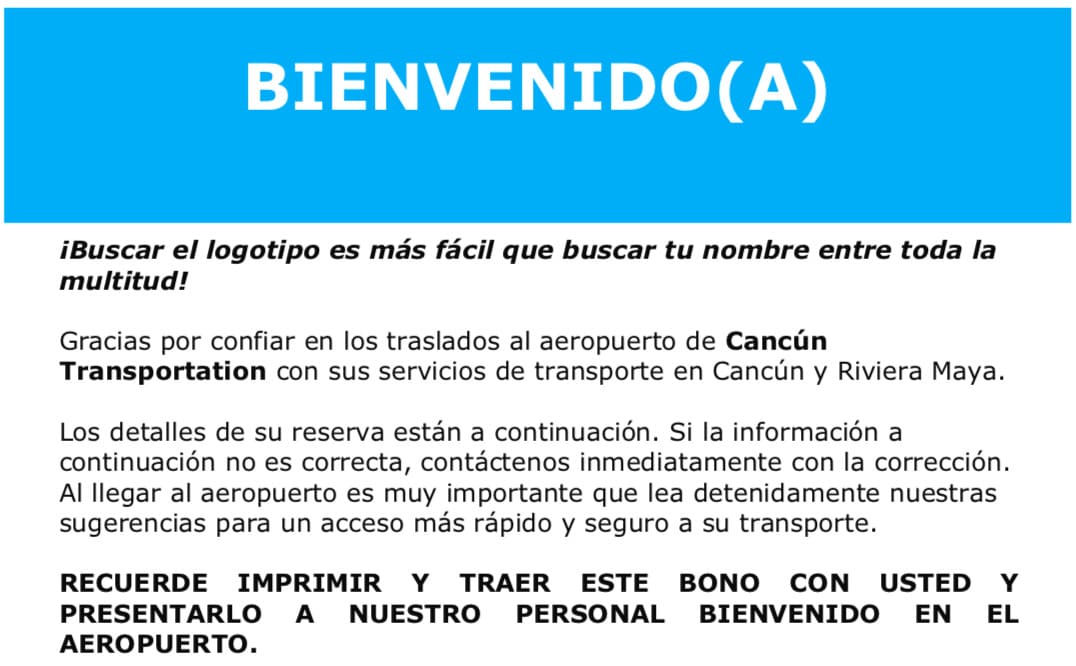 BIENVENIDO(A)
¡Buscar el logotipo es más fácil que buscar tu nombre entre toda la
multitud!
Gracias por confiar en los traslados al aeropuerto de Cancún
Transportation con sus servicios de transporte en Cancún y Riviera Maya.
Los detalles de su reserva están a continuación. Si la información a
continuación no es correcta, contáctenos inmediatamente con la corrección.
Al llegar al aeropuerto es muy importante que lea detenidamente nuestras
sugerencias para un acceso más rápido y seguro a su transporte.
RECUERDE IMPRIMIR Y TRAER ESTE BONO CON USTED Y
PRESENTARLO A NUESTRO PERSONAL BIENVENIDO EN EL
AEROPUERTO.